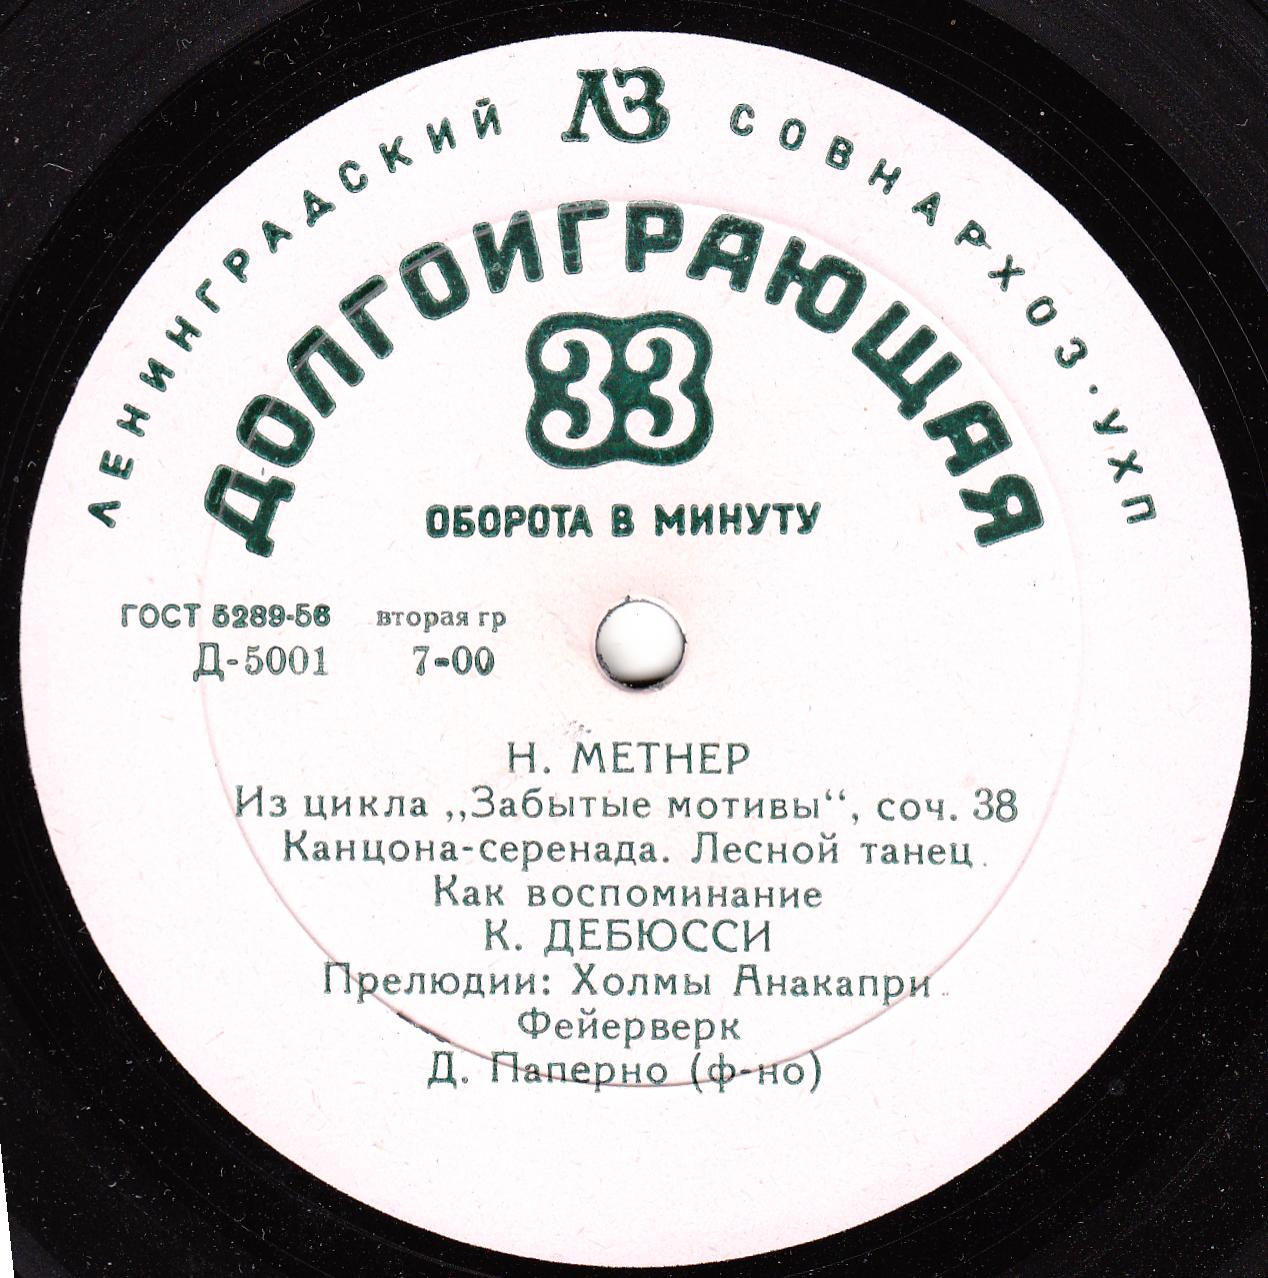 ЛЕНИНГРАДСКИЙ ЛЗ СОВНАРХОЗ · УХП
ДОЛГОИГРАЮЩАЯ
33
ОБОРОТА В МИНУТУ
ГОСТ 5289-56 вторая гр
Д-5001 7-00
Н. МЕТНЕР
Из цикла „Забытые мотивы“, соч. 38
Канцона-серенада. Лесной танец.
Как воспоминание
К. ДЕБЮССИ
Прелюдии: Холмы Анакапри.
Фейерверк
Д. Паперно (ф-но)